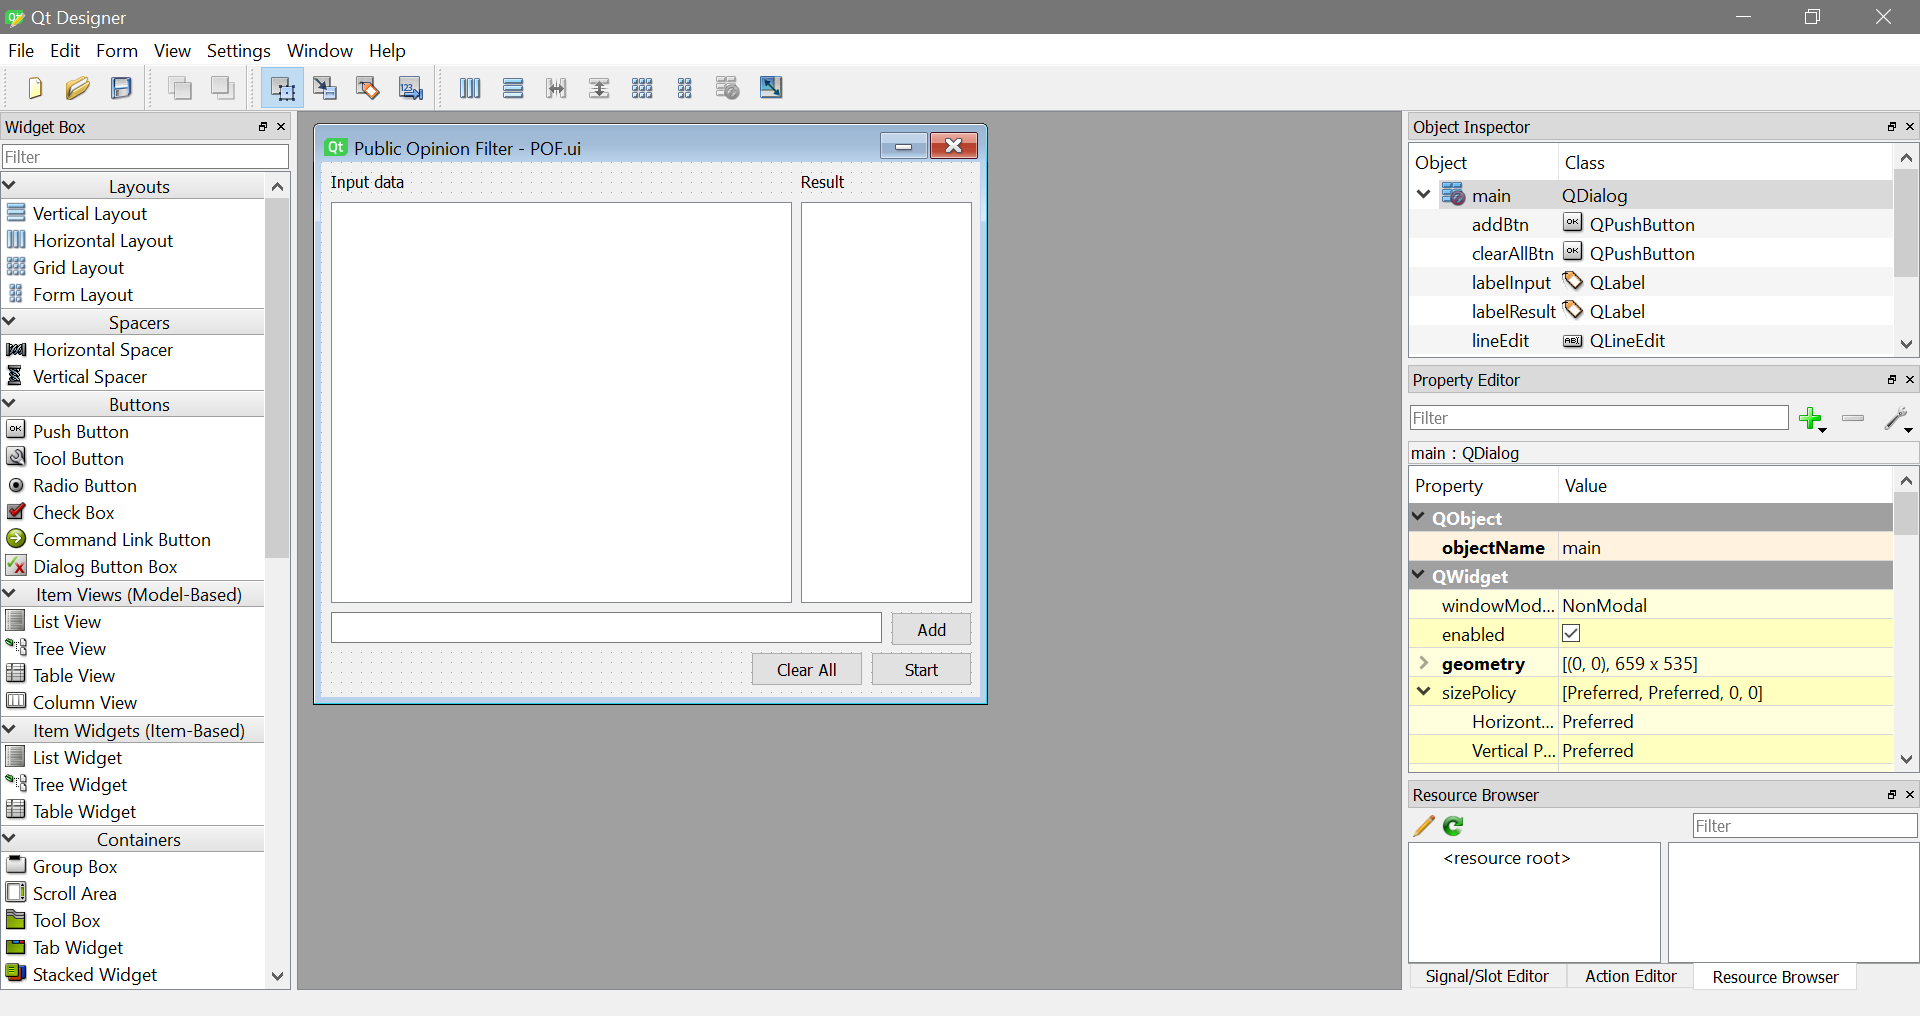 Qt Designer
File Edit Form View Settings Window Help
Widget Box
Filter
Layouts
Vertical Layout
Horizontal Layout
Grid Layout
Form Layout
Spacers
Horizontal Spacer
Vertical Spacer
Buttons
Push Button
Tool Button
Radio Button
Check Box
Command Link Button
Dialog Button Box
Item Views (Model-Based)
List View
Tree View
Table View
Column View
Item Widgets (Item-Based)
List Widget
Tree Widget
Table Widget
Containers
Group Box
Scroll Area
Tool Box
Tab Widget
Stacked Widget
Qt Public Opinion Filter - POF.ui
Input data Result
Add
Clear All Start
Object Inspector
Object Class
main QDialog
addBtn OK QPushButton
clearAllBtn OK QPushButton
labelInput QLabel
labelResult QLabel
lineEdit ABI QLineEdit
Property Editor
Filter
main : QDialog
Property Value
QObject
objectName main
QWidget
windowMod... NonModal
enabled
geometry [(0, 0), 659 x 535]
sizePolicy [Preferred, Preferred, 0, 0]
Horizont... Preferred
Vertical P... Preferred
Resource Browser
Filter
<resource root>
Signal/Slot Editor Action Editor Resource Browser